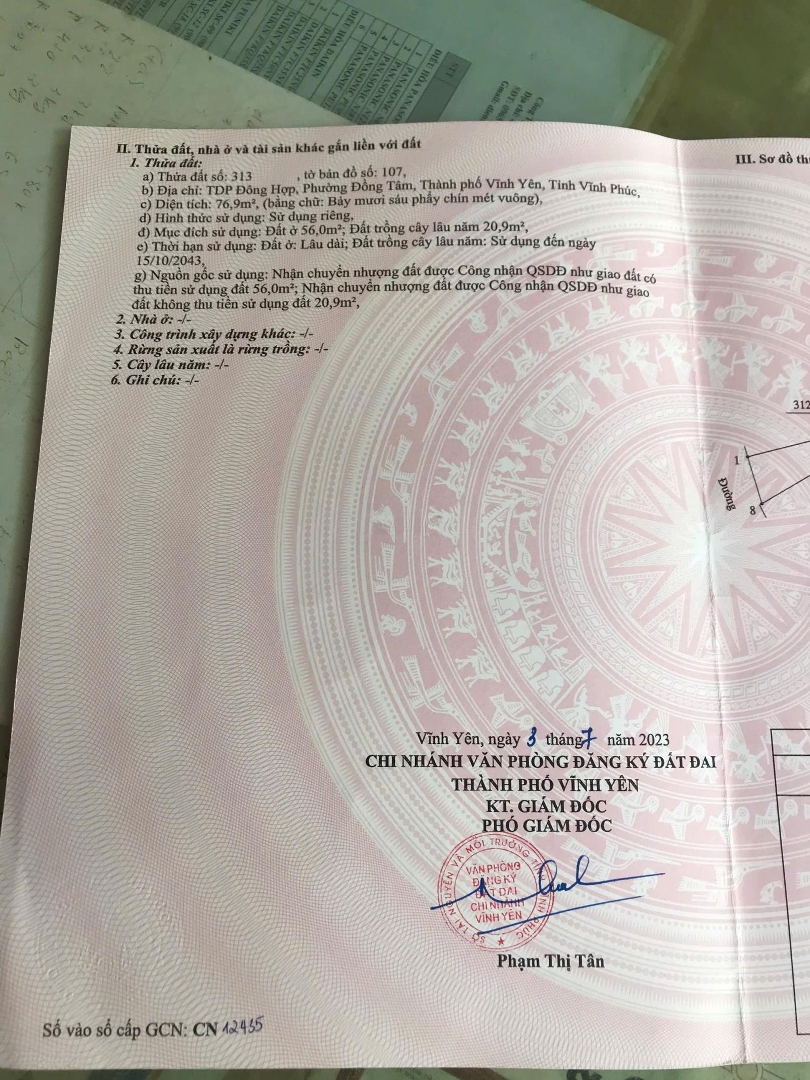 II. Thửa đất, nhà ở và tài sản khác gắn liền với đất
1. Thửa đất:
a) Thửa đất số: 313 , tờ bản đồ số: 107,
b) Địa chỉ: TDP Đông Hợp, Phường Đồng Tâm, Thành phố Vĩnh Yên, Tỉnh Vĩnh Phúc,
c) Diện tích: 76,9m², (bằng chữ: Bảy mươi sáu phẩy chín mét vuông),
d) Hình thức sử dụng: Sử dụng riêng,
đ) Mục đích sử dụng: Đất ở 56,0m²; Đất trồng cây lâu năm 20,9m²,
e) Thời hạn sử dụng: Đất ở: Lâu dài; Đất trồng cây lâu năm: Sử dụng đến ngày
15/10/2043,
g) Nguồn gốc sử dụng: Nhận chuyển nhượng đất được Công nhận QSDĐ như giao đất có
thu tiền sử dụng đất 56,0m²; Nhận chuyển nhượng đất được Công nhận QSDĐ như giao
đất không thu tiền sử dụng đất 20,9m²,
2. Nhà ở: -/-
3. Công trình xây dựng khác: -/-
4. Rừng sản xuất là rừng trồng: -/-
5. Cây lâu năm: -/-
6. Ghi chú: -/-
III. Sơ đồ th
312
1
Đường
8
Vĩnh Yên, ngày 3 tháng 7 năm 2023
CHI NHÁNH VĂN PHÒNG ĐĂNG KÝ ĐẤT ĐAI
THÀNH PHỐ VĨNH YÊN
KT. GIÁM ĐỐC
PHÓ GIÁM ĐỐC
SỞ TÀI NGUYÊN VÀ MÔI TRƯỜNG TỈNH VĨNH PHÚC
VĂN PHÒNG
ĐĂNG KÝ
ĐẤT ĐAI
CHI NHÁNH
VĨNH YÊN
Phạm Thị Tân
Số vào sổ cấp GCN: CN 12435